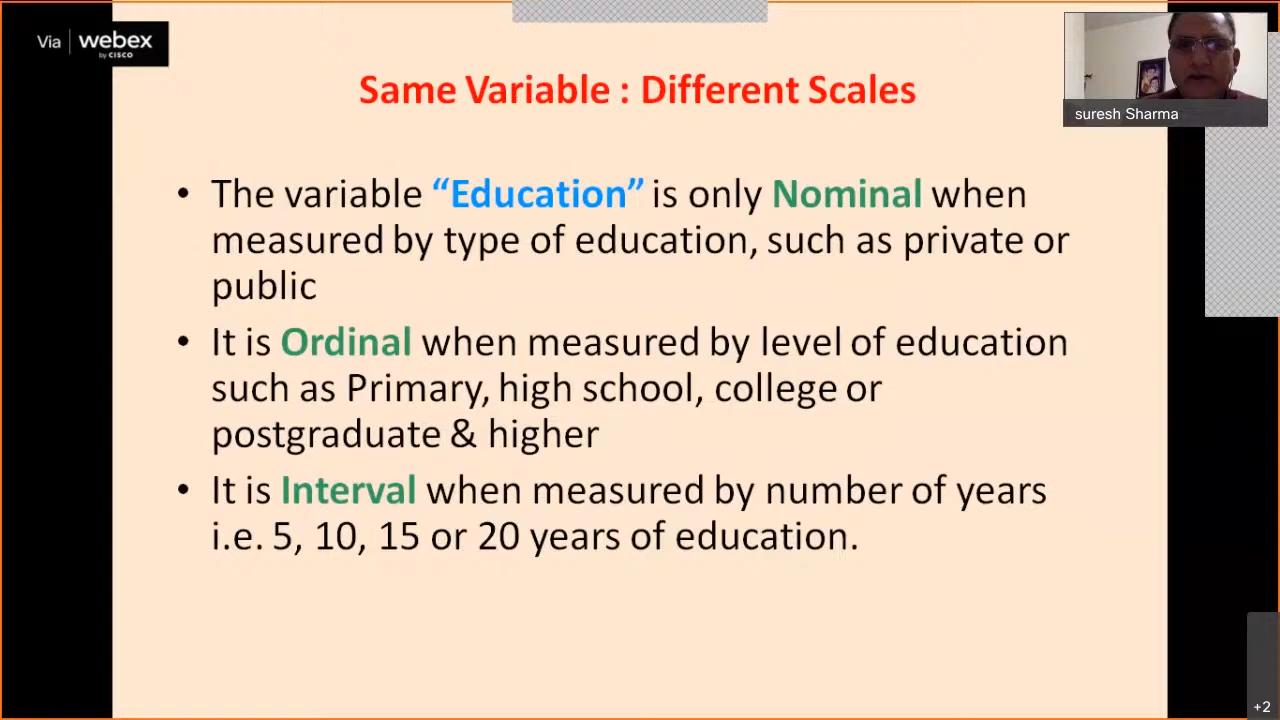 Via webex
by CISCO
Same Variable : Different Scales
suresh Sharma
• The variable “Education” is only Nominal when
measured by type of education, such as private or
public
• It is Ordinal when measured by level of education
such as Primary, high school, college or
postgraduate & higher
• It is Interval when measured by number of years
i.e. 5, 10, 15 or 20 years of education.
+2